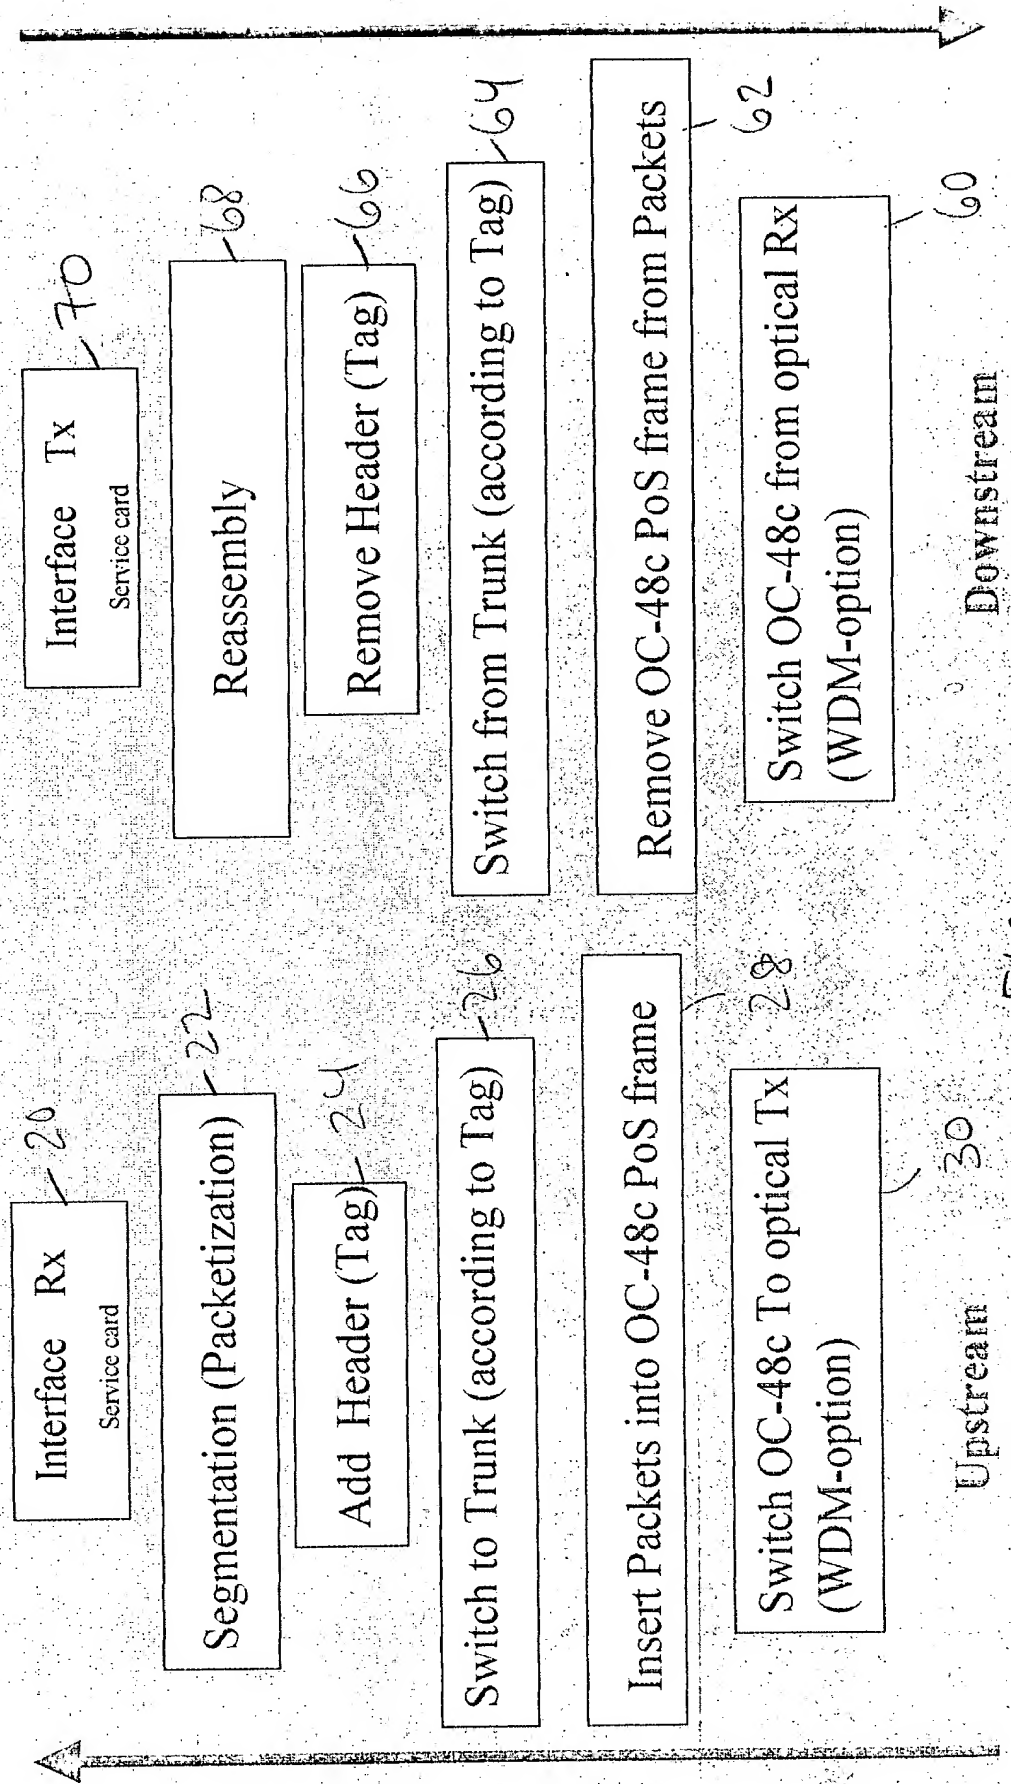 Interface Rx
Service card
20
Segmentation (Packetization)
22
Add Header (Tag)
24
Switch to Trunk (according to Tag)
26
Insert Packets into OC-48c PoS frame
28
Switch OC-48c To optical Tx
(WDM-option)
30
Upstream
Interface Tx
Service card
70
Reassembly
68
Remove Header (Tag)
66
Switch from Trunk (according to Tag)
64
Remove OC-48c PoS frame from Packets
62
Switch OC-48c from optical Rx
(WDM-option)
60
Downstream